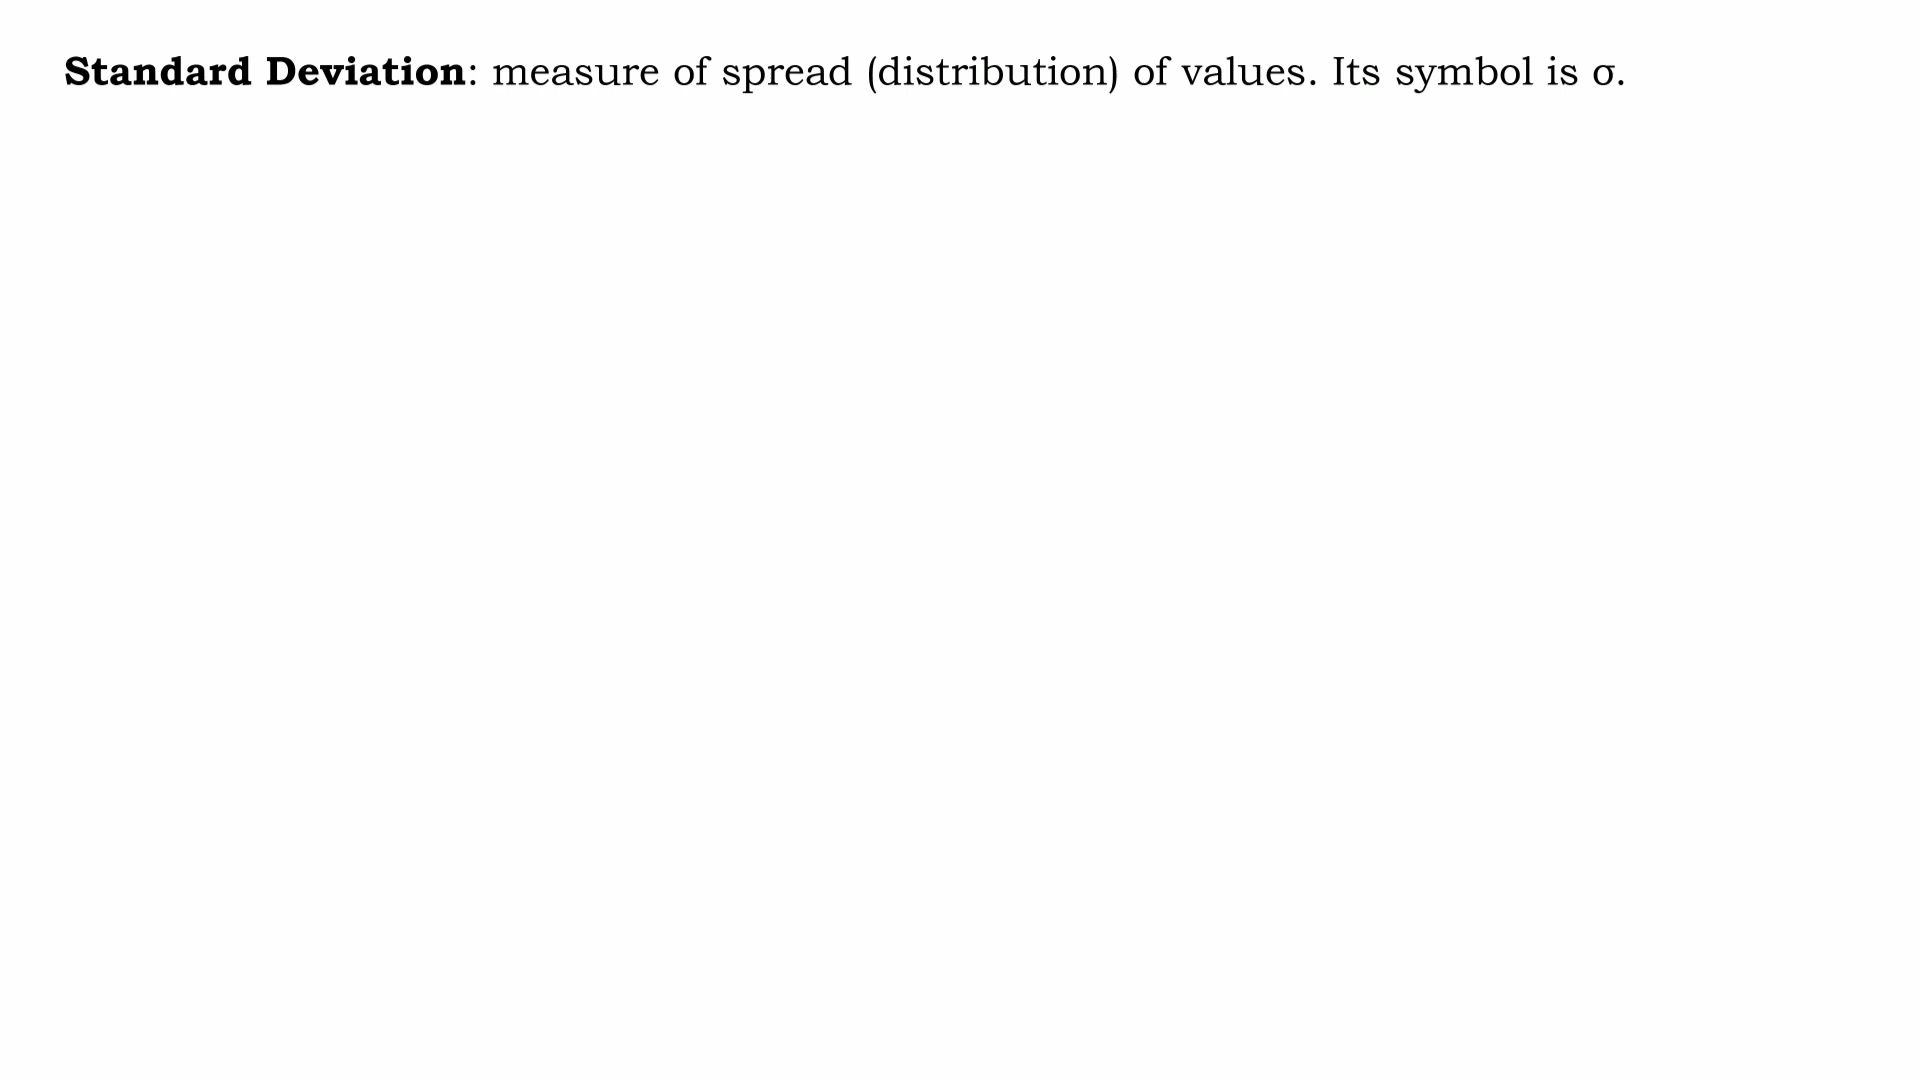 Standard Deviation: measure of spread (distribution) of values. Its symbol is σ.